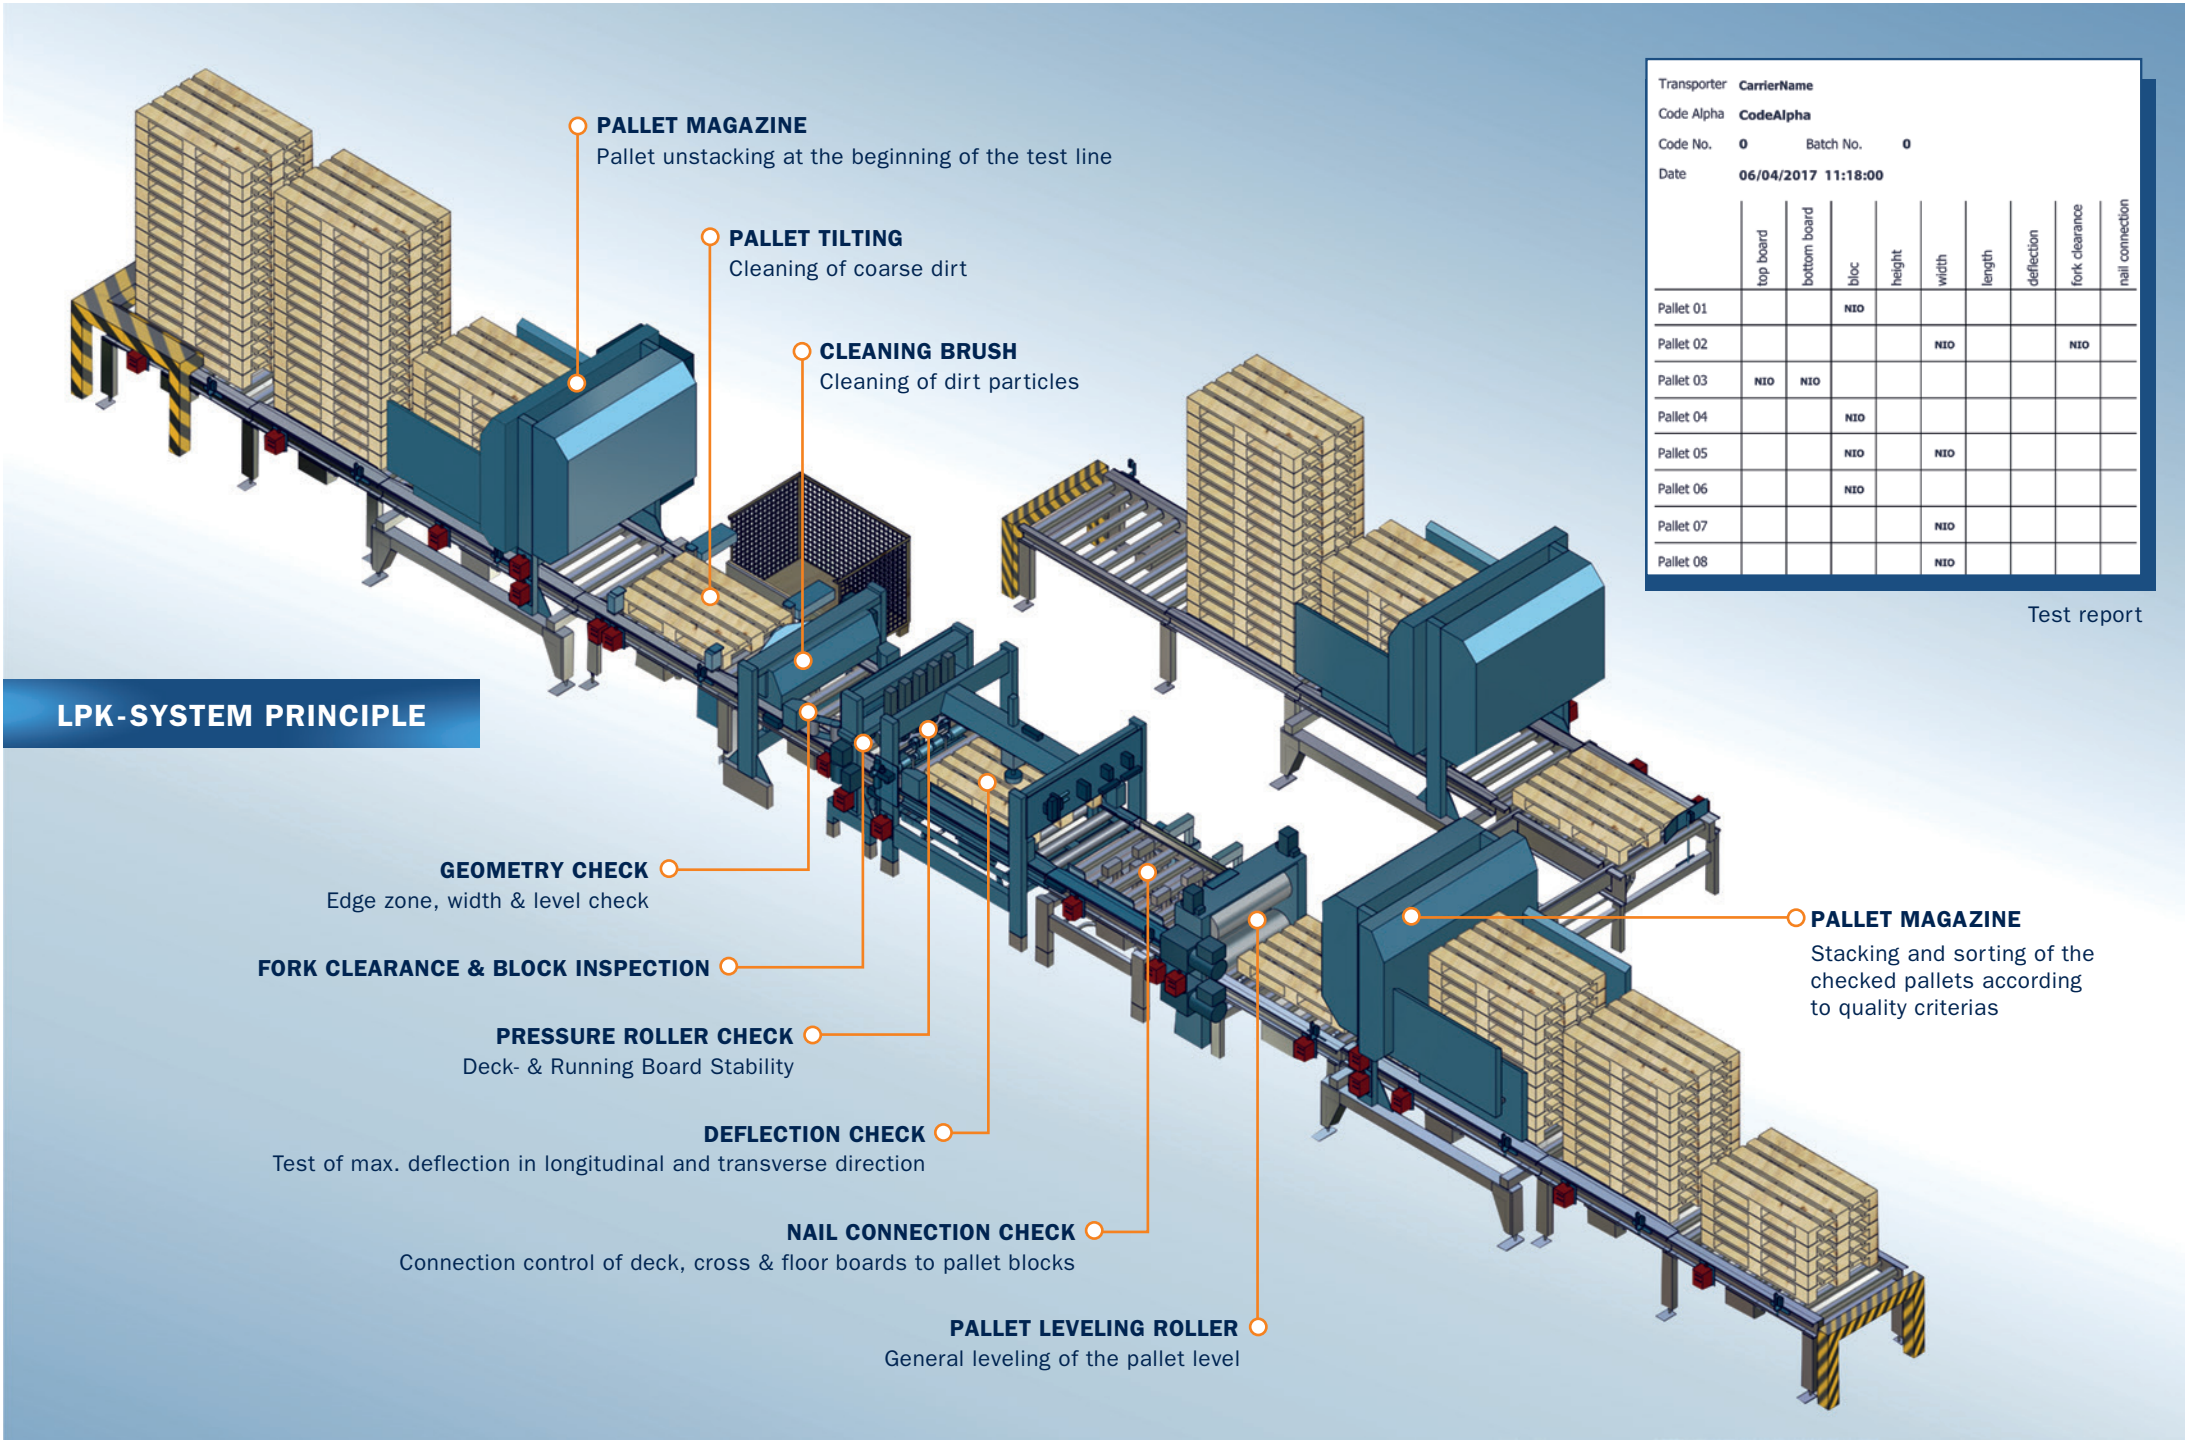 PALLET MAGAZINE
Pallet unstacking at the beginning of the test line
PALLET TILTING
Cleaning of coarse dirt
CLEANING BRUSH
Cleaning of dirt particles
LPK-SYSTEM PRINCIPLE
GEOMETRY CHECK
Edge zone, width & level check
FORK CLEARANCE & BLOCK INSPECTION
PRESSURE ROLLER CHECK
Deck- & Running Board Stability
DEFLECTION CHECK
Test of max. deflection in longitudinal and transverse direction
NAIL CONNECTION CHECK
Connection control of deck, cross & floor boards to pallet blocks
PALLET LEVELING ROLLER
General leveling of the pallet level
PALLET MAGAZINE
Stacking and sorting of the
checked pallets according
to quality criterias
Transporter CarrierName
Code Alpha CodeAlpha
Code No. 0 Batch No. 0
Date 06/04/2017 11:18:00
top board bottom board bloc height width length deflection fork clearance nail connection
Pallet 01 NIO
Pallet 02 NIO NIO
Pallet 03 NIO NIO
Pallet 04 NIO
Pallet 05 NIO NIO
Pallet 06 NIO
Pallet 07 NIO
Pallet 08 NIO
Test report